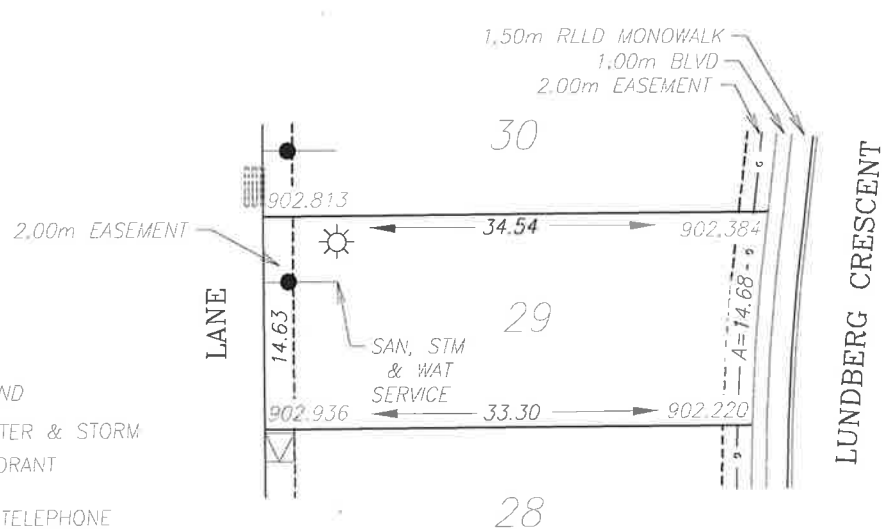 1.50m RLLD MONOWALK
1.00m BLVD
2.00m EASEMENT
30
902.813
34.54
902.384
2.00m EASEMENT
LANE
14.63
29
A=14.68
LUNDBERG CRESCENT
SAN, STM
& WAT
SERVICE
902.936
33.30
902.220
28
ND
TER & STORM
DRANT
TELEPHONE